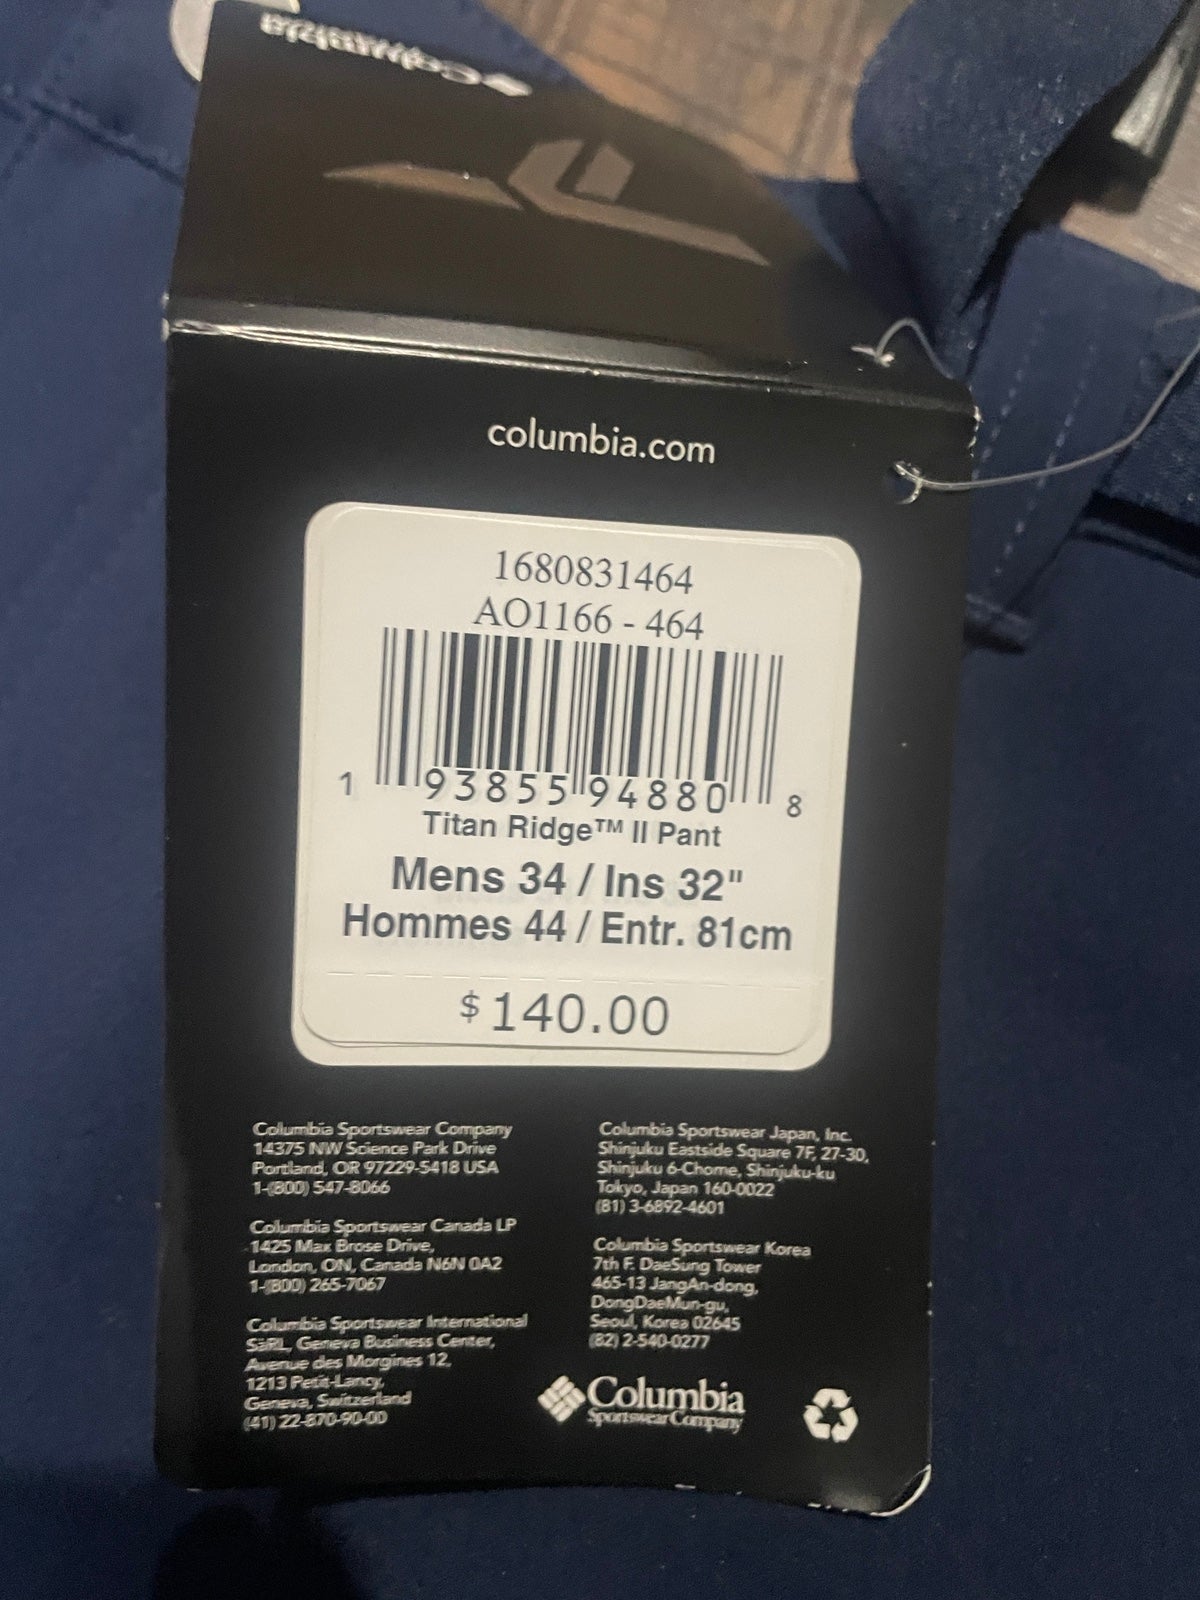 Columbia
columbia.com
1680831464
AO1166 - 464
1 93855 94880 8
Titan Ridge™ II Pant
Mens 34 / Ins 32"
Hommes 44 / Entr. 81cm
$140.00
Columbia Sportswear Company
14375 NW Science Park Drive
Portland, OR 97229-5418 USA
1-(800) 547-8066
Columbia Sportswear Canada LP
1425 Max Brose Drive,
London, ON, Canada N6N 0A2
1-(800) 265-7067
Columbia Sportswear International
SàRL, Geneva Business Center,
Avenue des Morgines 12,
1213 Petit-Lancy,
Geneva, Switzerland
(41) 22-870-90-00
Columbia Sportswear Japan, Inc.
Shinjuku Eastside Square 7F, 27-30,
Shinjuku 6-Chome, Shinjuku-ku
Tokyo, Japan 160-0022
(81) 3-6892-4601
Columbia Sportswear Korea
7th F. DaeSung Tower
465-13 JangAn-dong,
DongDaeMun-gu,
Seoul, Korea 02645
(82) 2-540-0277
Columbia
Sportswear Company